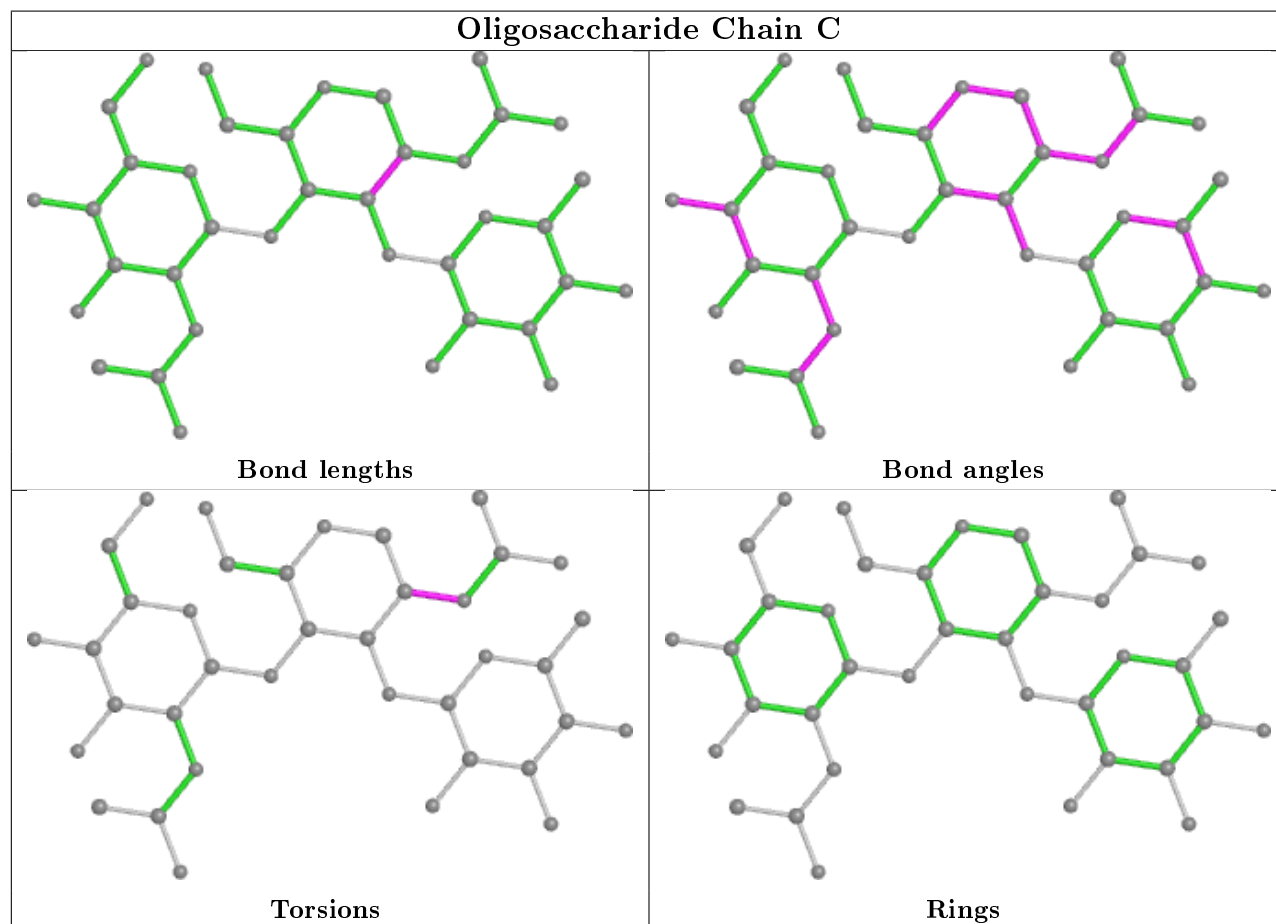 Oligosaccharide Chain C
Bond lengths
Bond angles
Torsions
Rings